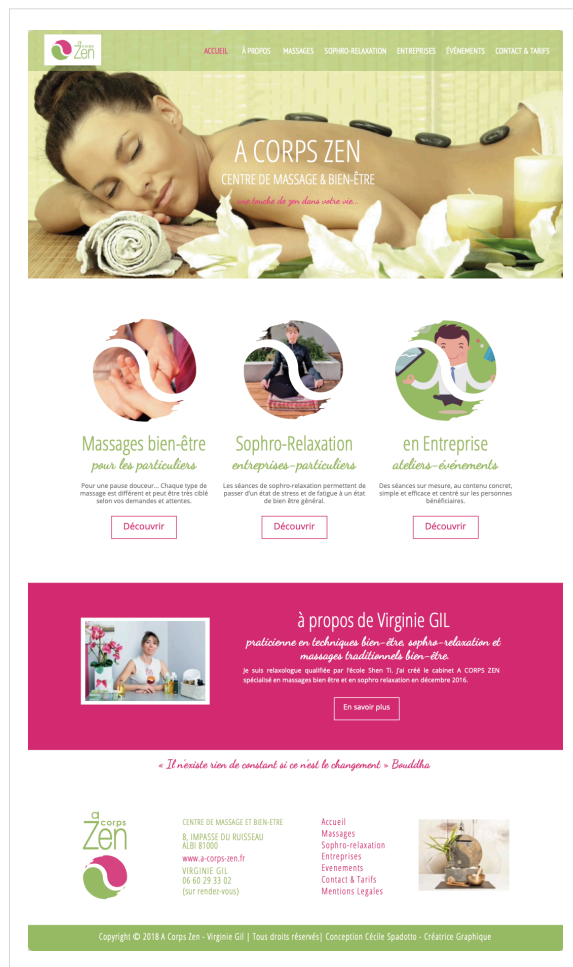 a corps
Zen
ACCUEIL À PROPOS MASSAGES SOPHRO-RELAXATION ENTREPRISES ÉVÉNEMENTS CONTACT & TARIFS
A CORPS ZEN
CENTRE DE MASSAGE & BIEN-ÊTRE
une touche de zen dans votre vie...
Massages bien-être
pour les particuliers
Pour une pause douceur... Chaque type de
massage est différent et peut être très ciblé
selon vos demandes et attentes.
Découvrir
Sophro-Relaxation
entreprises-particuliers
Les séances de sophro-relaxation permettent de
passer d'un état de stress et de fatigue à un état
de bien être général.
Découvrir
en Entreprise
ateliers-événements
Des séances sur mesure, au contenu concret,
simple et efficace et centré sur les personnes
bénéficiaires.
Découvrir
à propos de Virginie GIL
praticienne en techniques bien-être, sophro-relaxation et
massages traditionnels bien-être.
Je suis relaxologue qualifiée par l'école Shen Ti. J'ai créé le cabinet A CORPS ZEN
spécialisé en massages bien être et en sophro relaxation en décembre 2016.
En savoir plus
« Il n'existe rien de constant si ce n'est le changement » Bouddha
a corps
Zen
CENTRE DE MASSAGE ET BIEN-ETRE
8, IMPASSE DU RUISSEAU
ALBI 81000
www.a-corps-zen.fr
VIRGINIE GIL
06 60 29 33 02
(sur rendez-vous)
Accueil
Massages
Sophro-relaxation
Entreprises
Evenements
Contact & Tarifs
Mentions Legales
Copyright © 2018 A Corps Zen - Virginie Gil | Tous droits réservés| Conception Cécile Spadotto - Créatrice Graphique